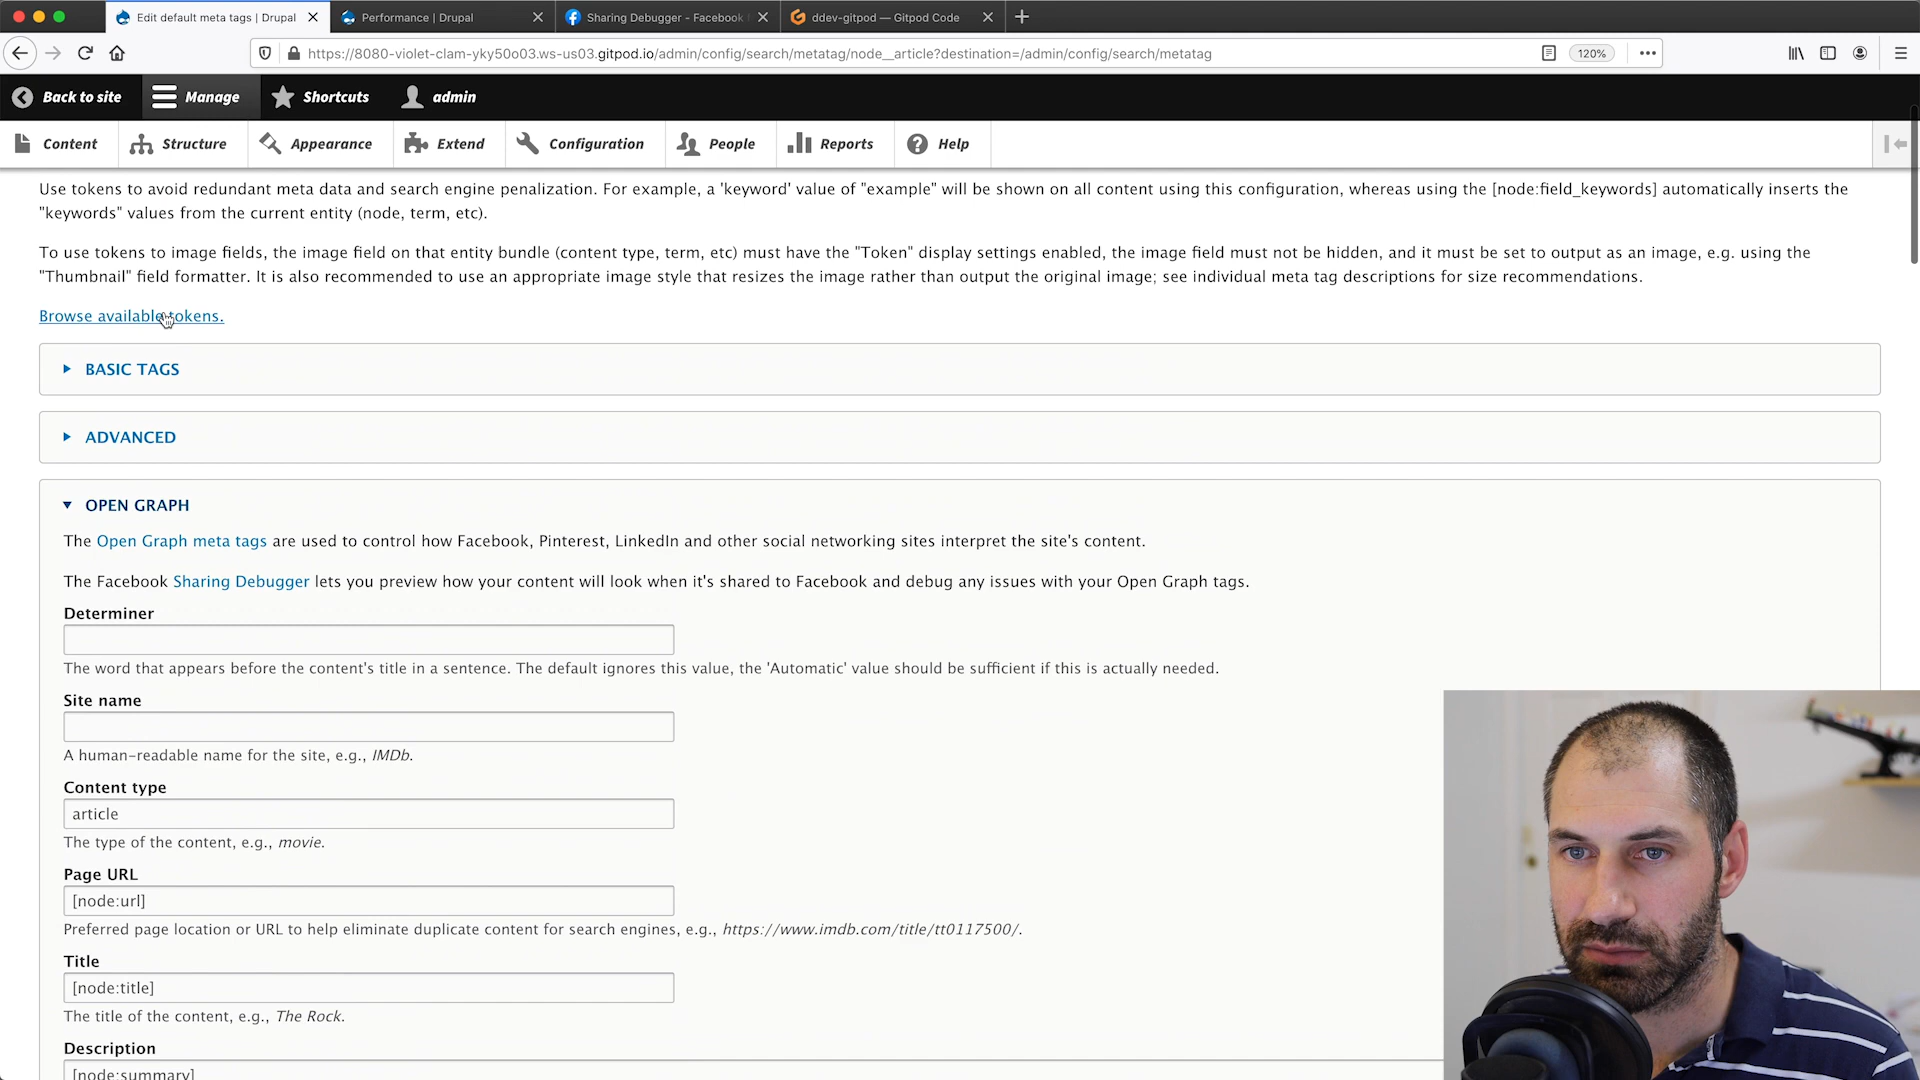 Edit default meta tags | Drupal
Performance | Drupal
Sharing Debugger - Facebook
ddev-gitpod — Gitpod Code
https://8080-violet-clam-yky50o03.ws-us03.gitpod.io/admin/config/search/metatag/node__article?destination=/admin/config/search/metatag
120%
Back to site
Manage
Shortcuts
admin
Content
Structure
Appearance
Extend
Configuration
People
Reports
Help
Use tokens to avoid redundant meta data and search engine penalization. For example, a 'keyword' value of "example" will be shown on all content using this configuration, whereas using the [node:field_keywords] automatically inserts the
"keywords" values from the current entity (node, term, etc).
To use tokens to image fields, the image field on that entity bundle (content type, term, etc) must have the "Token" display settings enabled, the image field must not be hidden, and it must be set to output as an image, e.g. using the
"Thumbnail" field formatter. It is also recommended to use an appropriate image style that resizes the image rather than output the original image; see individual meta tag descriptions for size recommendations.
Browse available tokens.
BASIC TAGS
ADVANCED
OPEN GRAPH
The Open Graph meta tags are used to control how Facebook, Pinterest, LinkedIn and other social networking sites interpret the site's content.
The Facebook Sharing Debugger lets you preview how your content will look when it's shared to Facebook and debug any issues with your Open Graph tags.
Determiner
The word that appears before the content's title in a sentence. The default ignores this value, the 'Automatic' value should be sufficient if this is actually needed.
Site name
A human-readable name for the site, e.g., IMDb.
Content type
article
The type of the content, e.g., movie.
Page URL
[node:url]
Preferred page location or URL to help eliminate duplicate content for search engines, e.g., https://www.imdb.com/title/tt0117500/.
Title
[node:title]
The title of the content, e.g., The Rock.
Description
[node:summary]